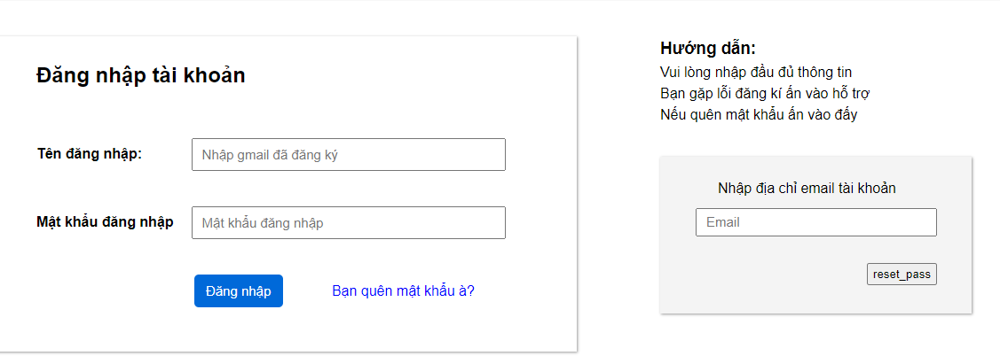 Đăng nhập tài khoản
Tên đăng nhập:
Nhập gmail đã đăng ký
Mật khẩu đăng nhập
Mật khẩu đăng nhập
Đăng nhập
Bạn quên mật khẩu à?
Hướng dẫn:
Vui lòng nhập đầu đủ thông tin
Bạn gặp lỗi đăng kí ấn vào hỗ trợ
Nếu quên mật khẩu ấn vào đấy
Nhập địa chỉ email tài khoản
Email
reset_pass